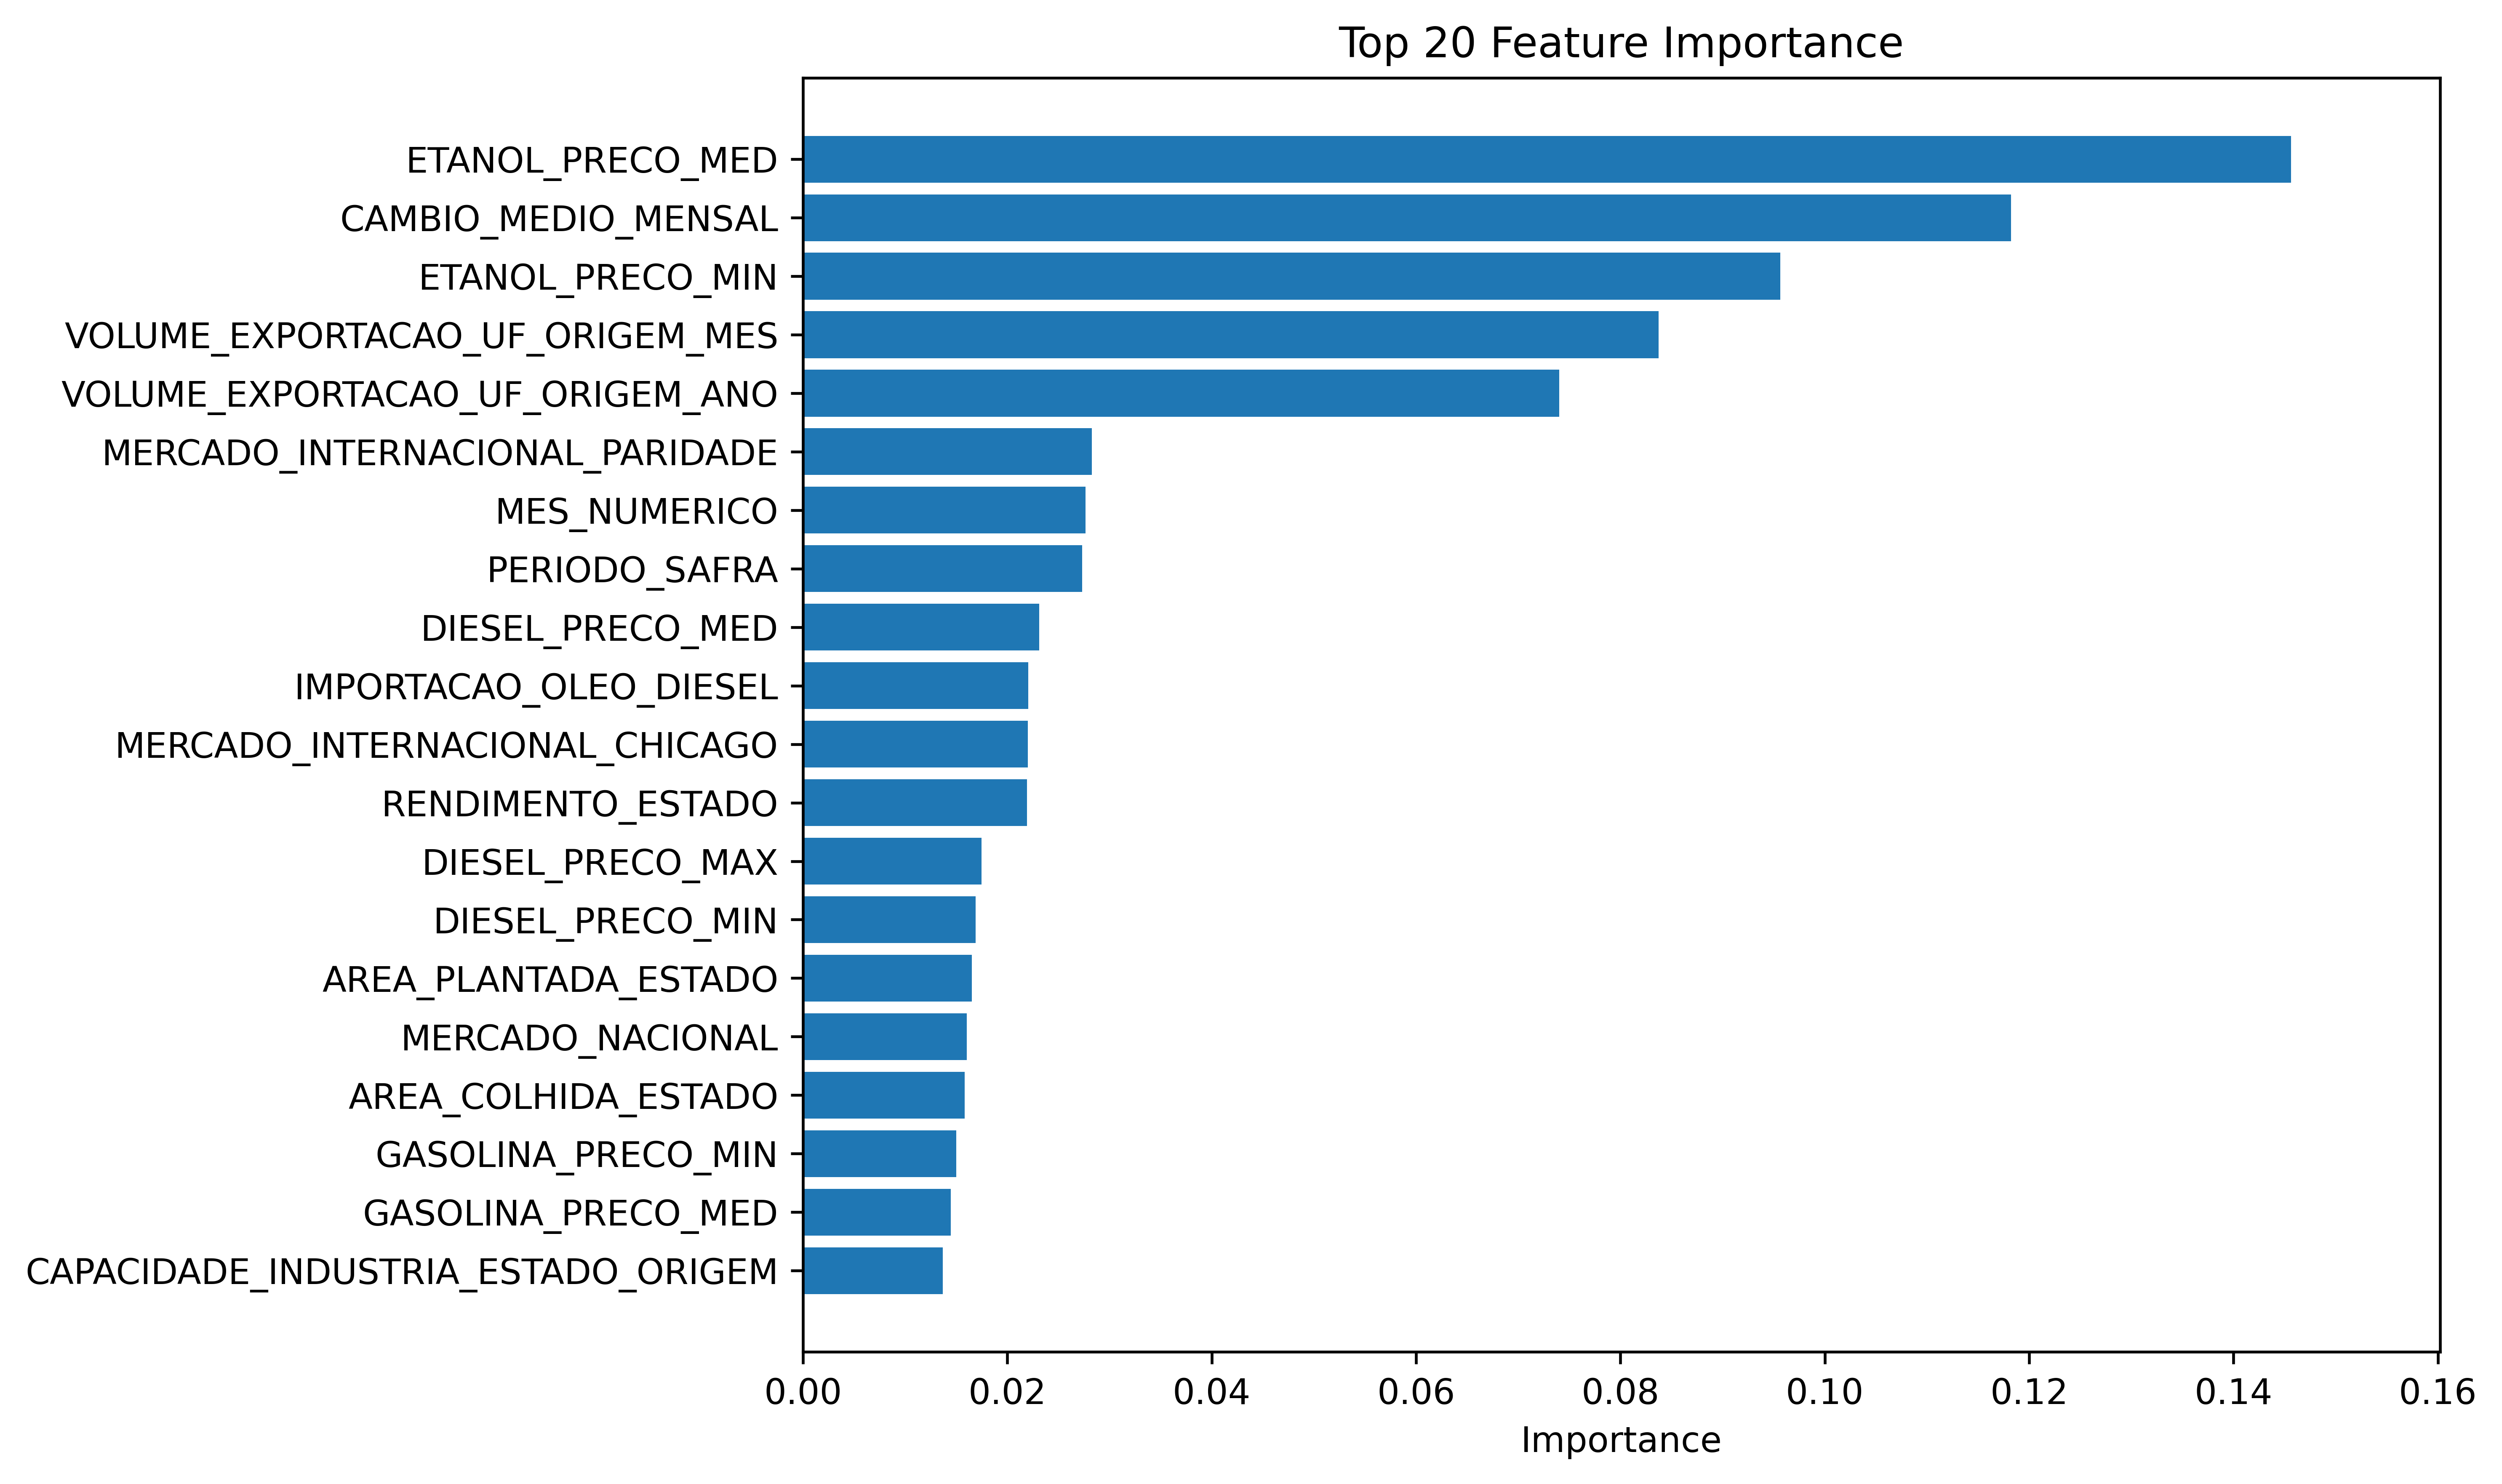 Top 20 Feature Importance
ETANOL_PRECO_MED
CAMBIO_MEDIO_MENSAL
ETANOL_PRECO_MIN
VOLUME_EXPORTACAO_UF_ORIGEM_MES
VOLUME_EXPORTACAO_UF_ORIGEM_ANO
MERCADO_INTERNACIONAL_PARIDADE
MES_NUMERICO
PERIODO_SAFRA
DIESEL_PRECO_MED
IMPORTACAO_OLEO_DIESEL
MERCADO_INTERNACIONAL_CHICAGO
RENDIMENTO_ESTADO
DIESEL_PRECO_MAX
DIESEL_PRECO_MIN
AREA_PLANTADA_ESTADO
MERCADO_NACIONAL
AREA_COLHIDA_ESTADO
GASOLINA_PRECO_MIN
GASOLINA_PRECO_MED
CAPACIDADE_INDUSTRIA_ESTADO_ORIGEM
0.00 0.02 0.04 0.06 0.08 0.10 0.12 0.14 0.16
Importance